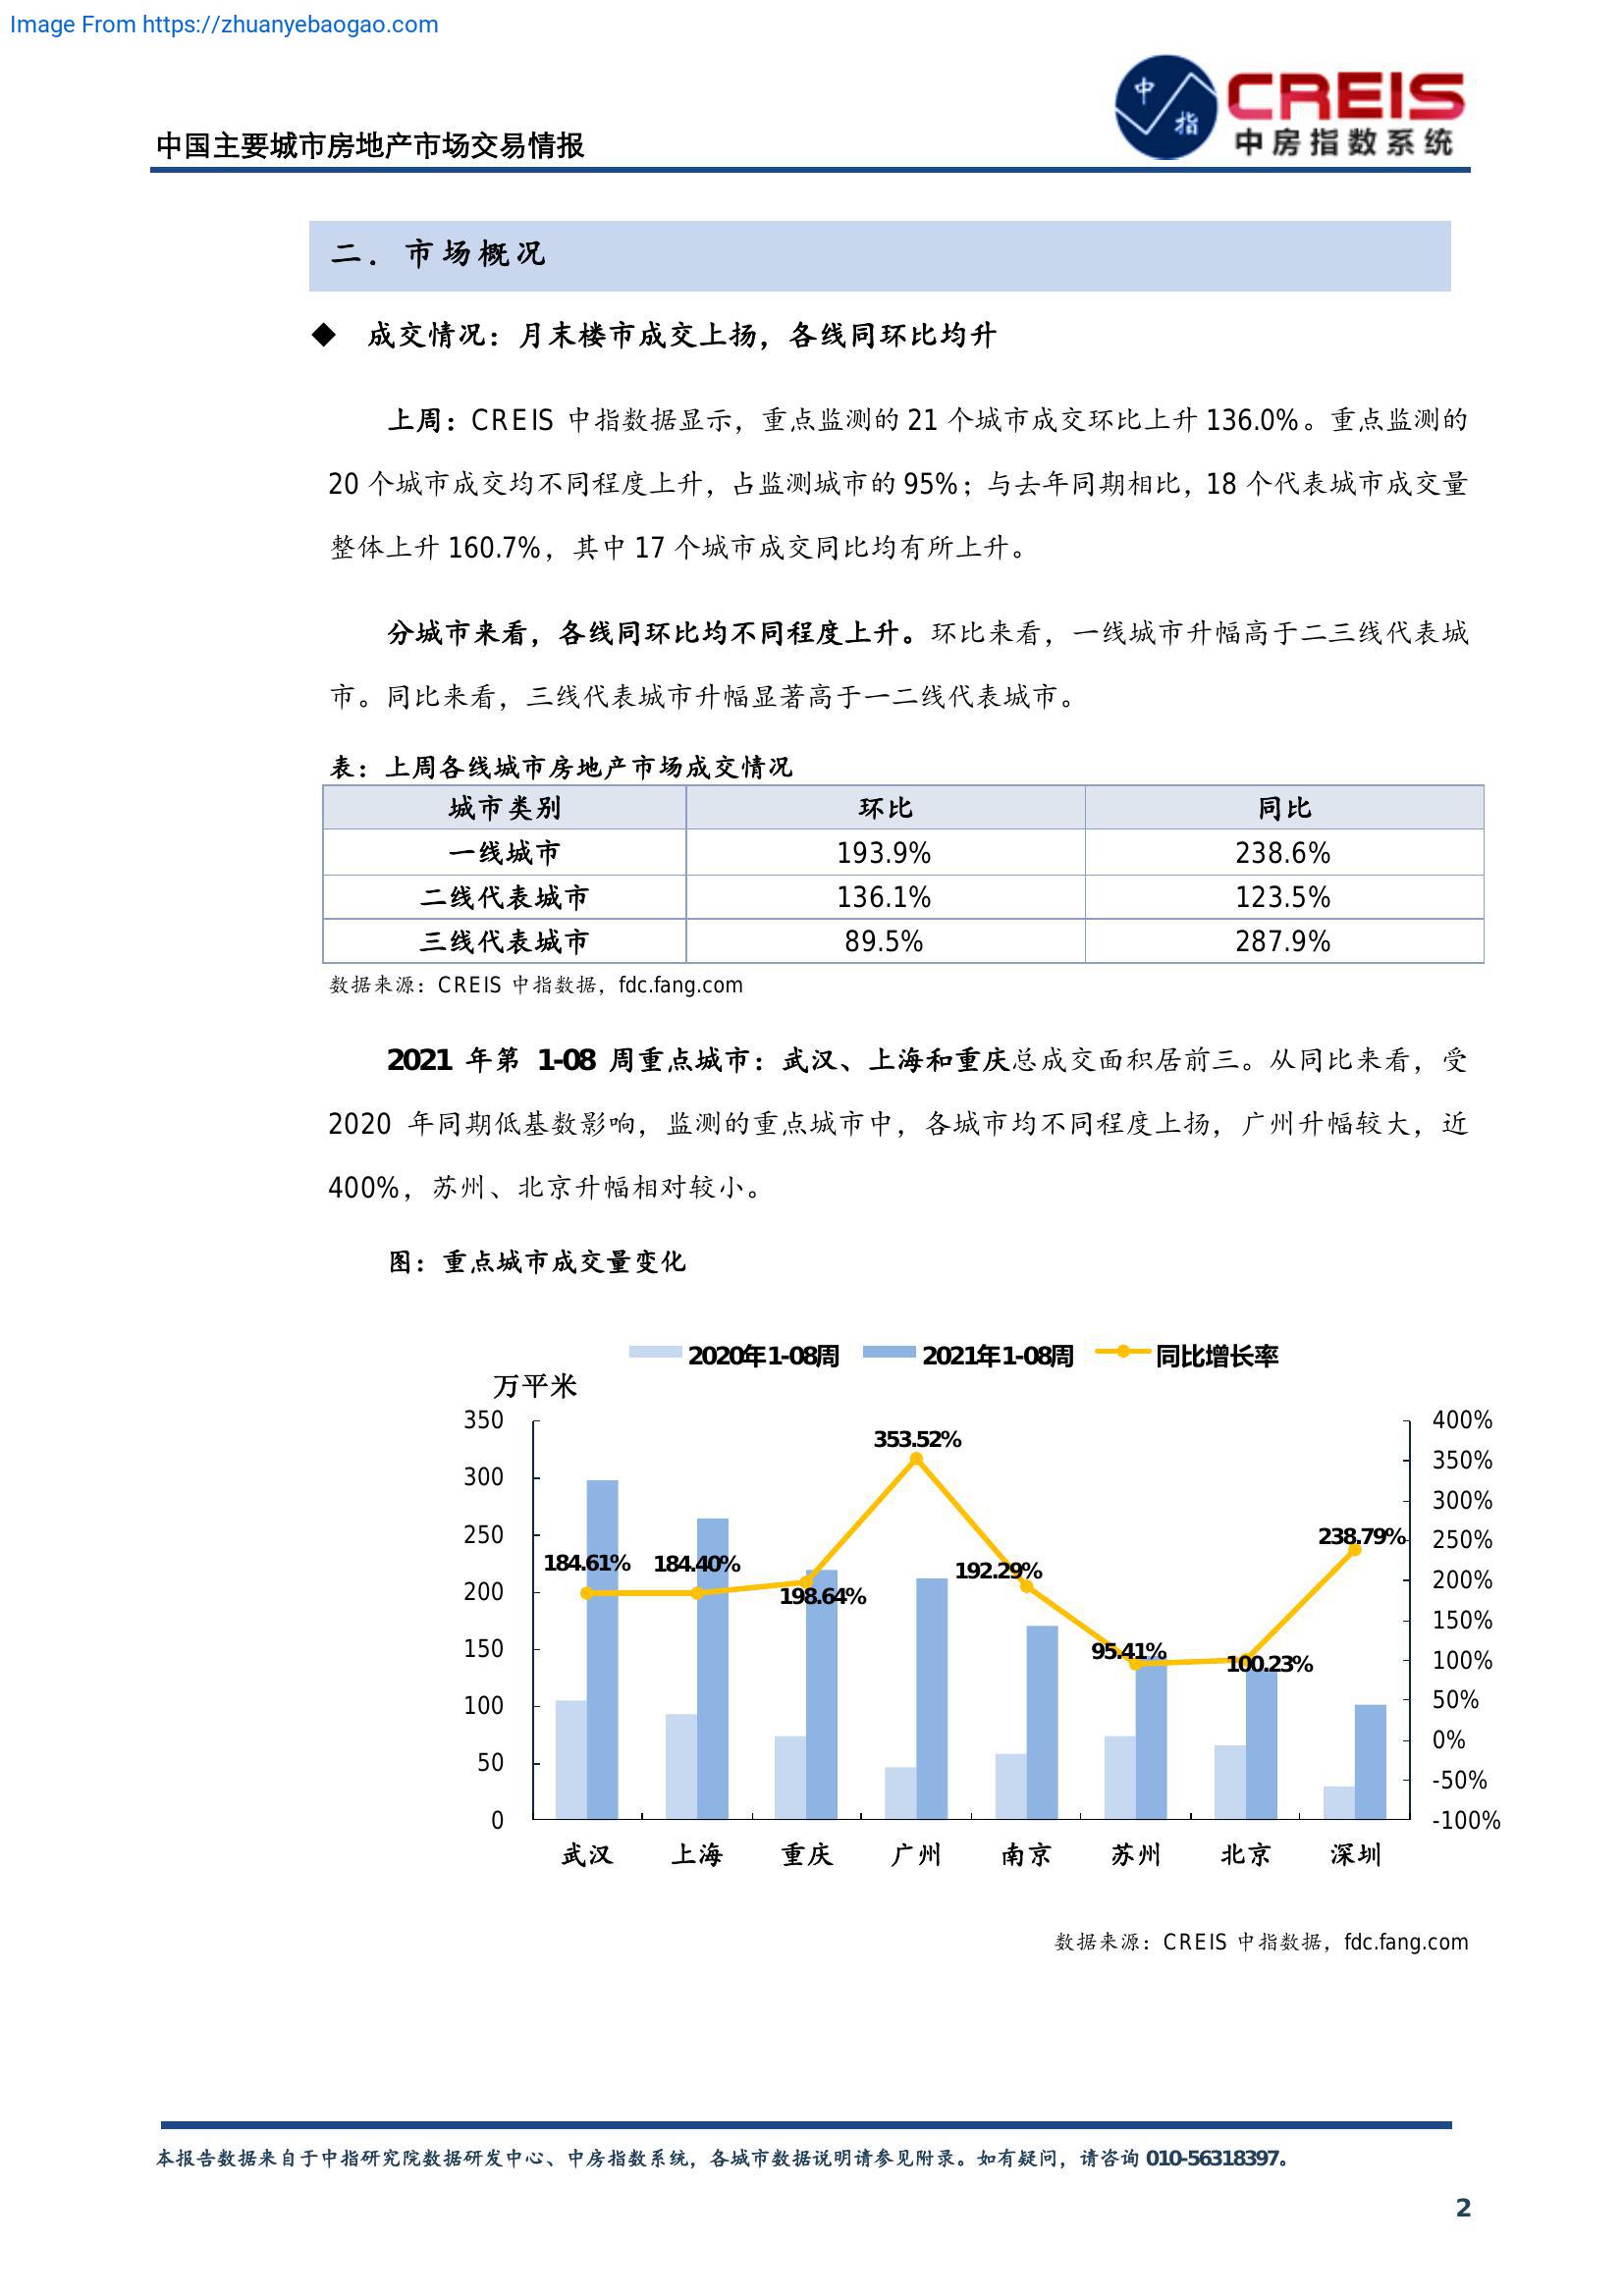 Image From https://zhuanyebaogao.com
中 指
CREIS
中房指数系统
中国主要城市房地产市场交易情报
二．市场概况
◆ 成交情况：月末楼市成交上扬，各线同环比均升
上周：CREIS 中指数据显示，重点监测的 21 个城市成交环比上升 136.0%。重点监测的
20 个城市成交均不同程度上升，占监测城市的 95%；与去年同期相比，18 个代表城市成交量
整体上升 160.7%，其中 17 个城市成交同比均有所上升。
分城市来看，各线同环比均不同程度上升。环比来看，一线城市升幅高于二三线代表城
市。同比来看，三线代表城市升幅显著高于一二线代表城市。
表：上周各线城市房地产市场成交情况
城市类别 环比 同比
一线城市 193.9% 238.6%
二线代表城市 136.1% 123.5%
三线代表城市 89.5% 287.9%
数据来源：CREIS 中指数据，fdc.fang.com
2021 年第 1-08 周重点城市：武汉、上海和重庆总成交面积居前三。从同比来看，受
2020 年同期低基数影响，监测的重点城市中，各城市均不同程度上扬，广州升幅较大，近
400%，苏州、北京升幅相对较小。
图：重点城市成交量变化
2020年1-08周 2021年1-08周 同比增长率
万平米
350 300 250 200 150 100 50 0
184.61% 184.40% 198.64% 353.52% 192.29% 95.41% 100.23% 238.79%
400% 350% 300% 250% 200% 150% 100% 50% 0% -50% -100%
武汉 上海 重庆 广州 南京 苏州 北京 深圳
数据来源：CREIS 中指数据，fdc.fang.com
本报告数据来自于中指研究院数据研发中心、中房指数系统，各城市数据说明请参见附录。如有疑问，请咨询 010-56318397。
2